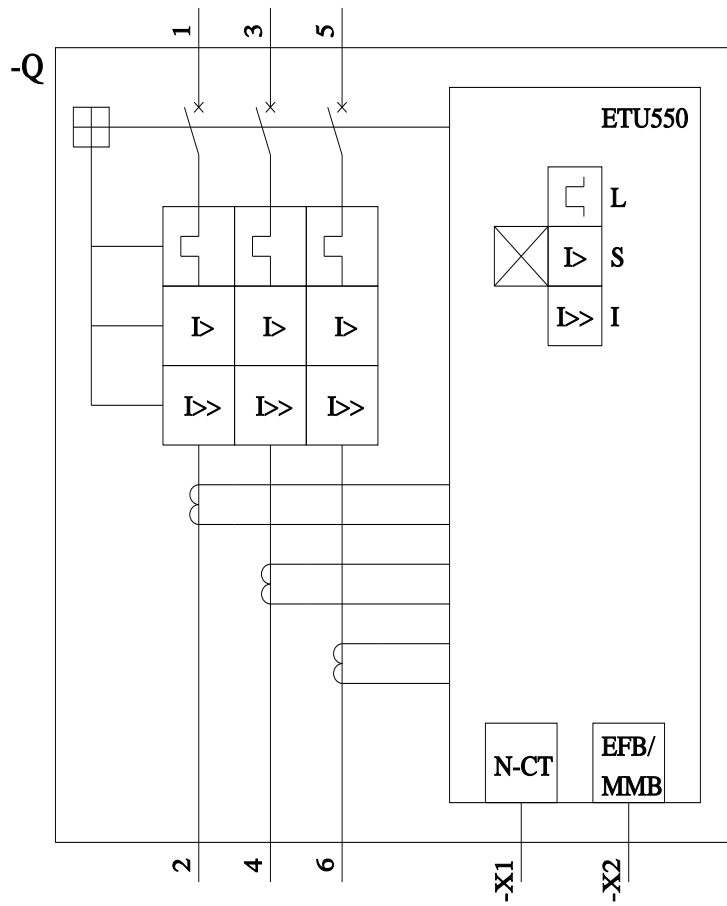 1 3 5
-Q
ETU550
L
I> S
I>> I
I> I> I>
I>> I>> I>>
N-CT
EFB/
MMB
2 4 6 -X1 -X2